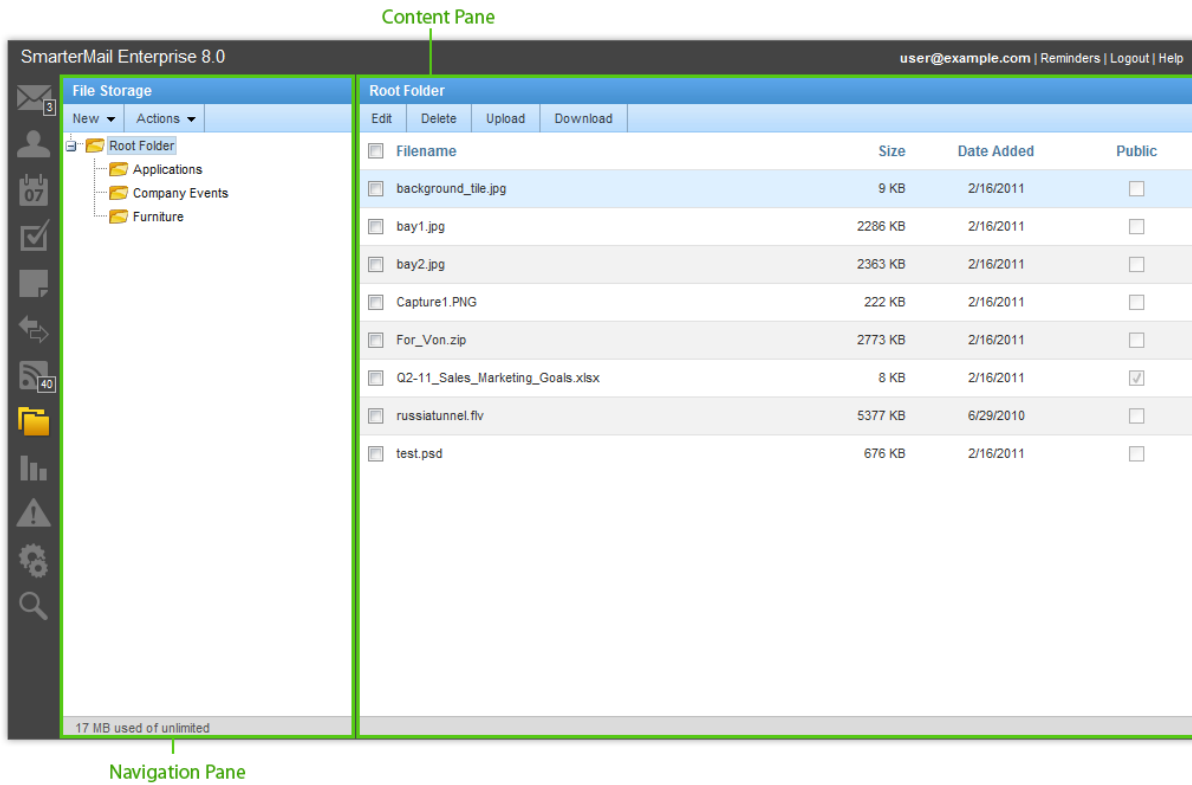 Content Pane
SmarterMail Enterprise 8.0
user@example.com | Reminders | Logout | Help
3
07
40
File Storage
New Actions
Root Folder
Applications
Company Events
Furniture
17 MB used of unlimited
Root Folder
Edit Delete Upload Download
Filename Size Date Added Public
background_tile.jpg 9 KB 2/16/2011
bay1.jpg 2286 KB 2/16/2011
bay2.jpg 2363 KB 2/16/2011
Capture1.PNG 222 KB 2/16/2011
For_Von.zip 2773 KB 2/16/2011
Q2-11_Sales_Marketing_Goals.xlsx 8 KB 2/16/2011
russiatunnel.flv 5377 KB 6/29/2010
test.psd 676 KB 2/16/2011
Navigation Pane